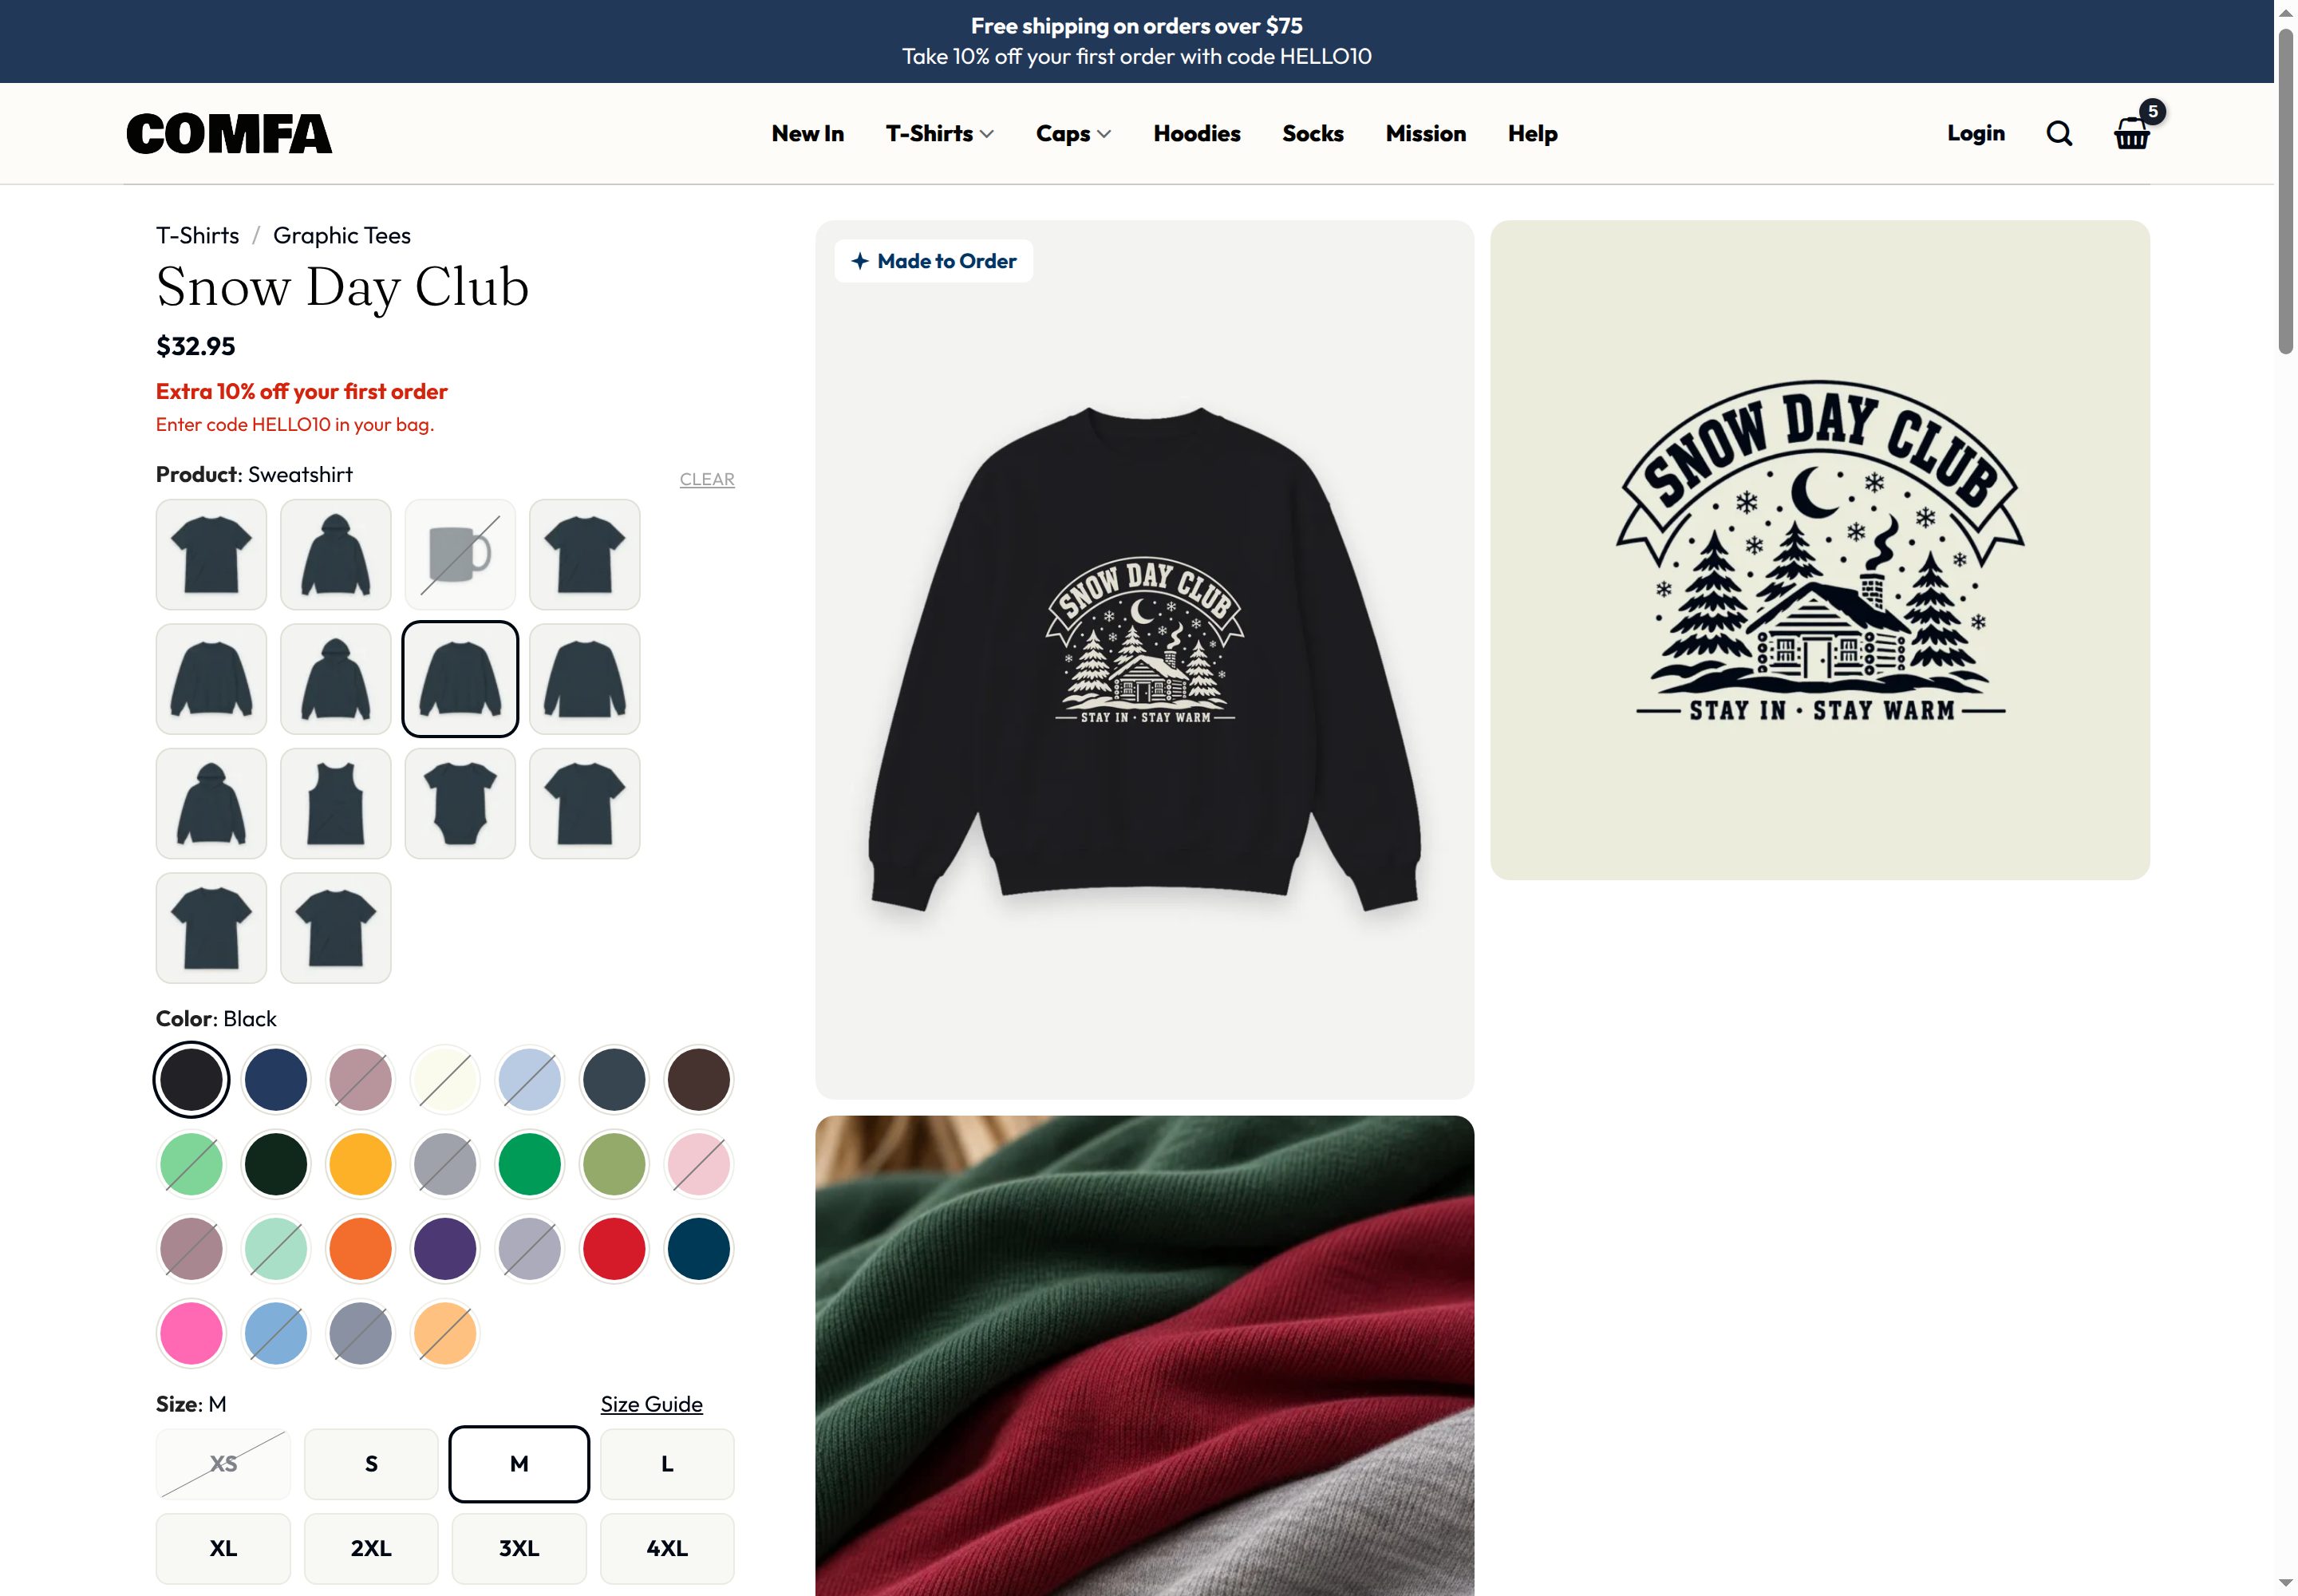 Free shipping on orders over $75
Take 10% off your first order with code HELLO10
COMFA
New In
T-Shirts
Caps
Hoodies
Socks
Mission
Help
Login
5
T-Shirts / Graphic Tees
Snow Day Club
$32.95
Extra 10% off your first order
Enter code HELLO10 in your bag.
Product: Sweatshirt
CLEAR
Color: Black
Size: M
Size Guide
XS
S
M
L
XL
2XL
3XL
4XL
Made to Order
SNOW DAY CLUB
STAY IN · STAY WARM
SNOW DAY CLUB
STAY IN · STAY WARM